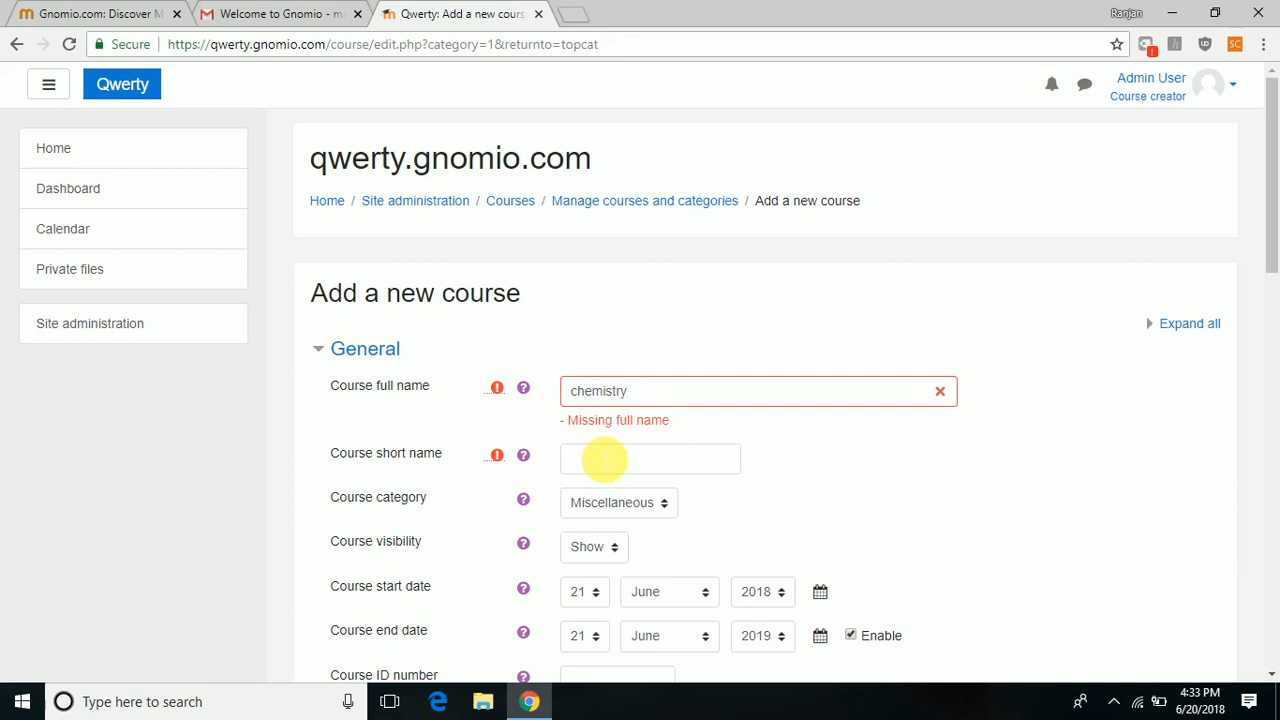 Gnomio.com: Discover M
Welcome to Gnomio - ma
Qwerty: Add a new cours
Ranjan
Secure
https://qwerty.gnomio.com/course/edit.php?category=1&returnto=topcat
Qwerty
Admin User
Course creator
Home
Dashboard
Calendar
Private files
Site administration
qwerty.gnomio.com
Home / Site administration / Courses / Manage courses and categories / Add a new course
Add a new course
Expand all
General
Course full name
chemistry
- Missing full name
Course short name
Course category
Miscellaneous
Course visibility
Show
Course start date
21 June 2018
Course end date
21 June 2019 Enable
Course ID number
Type here to search
4:33 PM
6/20/2018